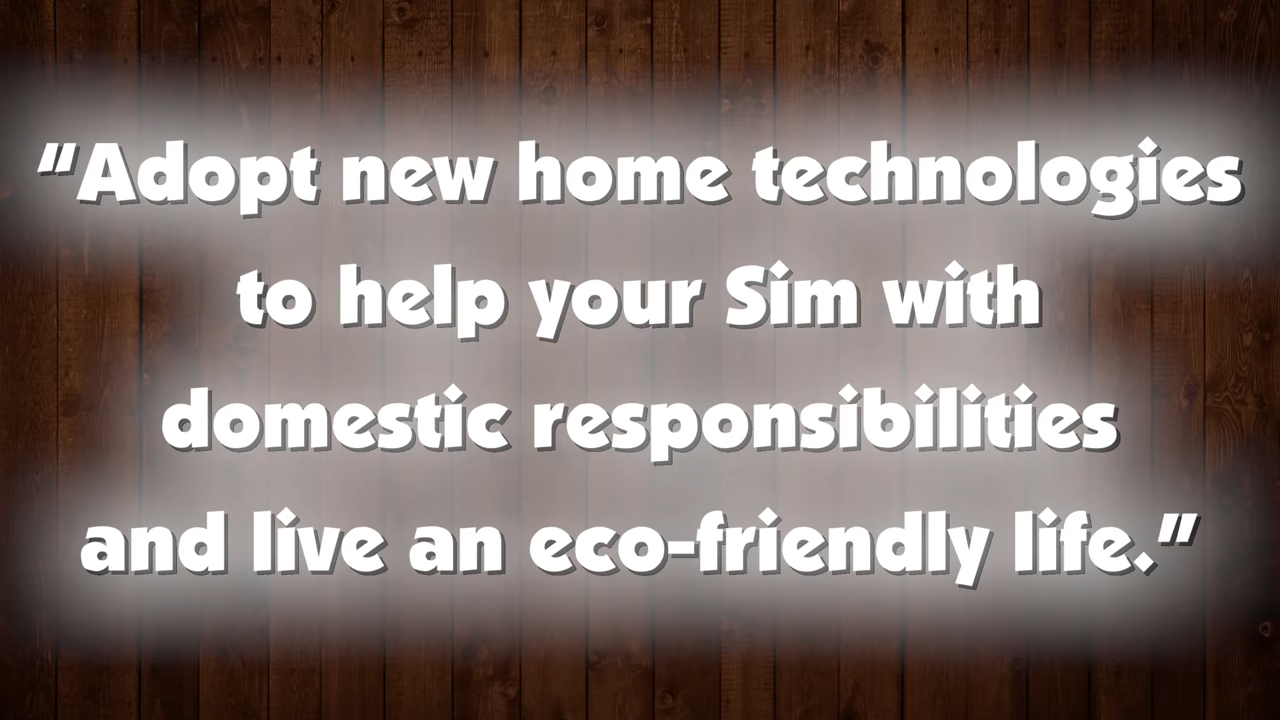 “Adopt new home technologies
to help your Sim with
domestic responsibilities
and live an eco-friendly life.”